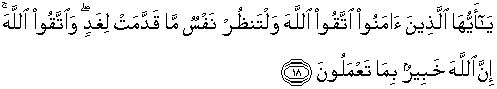 يَـٰٓأَيُّهَا ٱلَّذِينَ ءَامَنُوا۟ ٱتَّقُوا۟ ٱللَّهَ وَلْتَنظُرْ نَفْسٌ مَّا قَدَّمَتْ لِغَدٍ ۖ وَٱتَّقُوا۟ ٱللَّهَ ۚ
إِنَّ ٱللَّهَ خَبِيرٌۢ بِمَا تَعْمَلُونَ ١٨